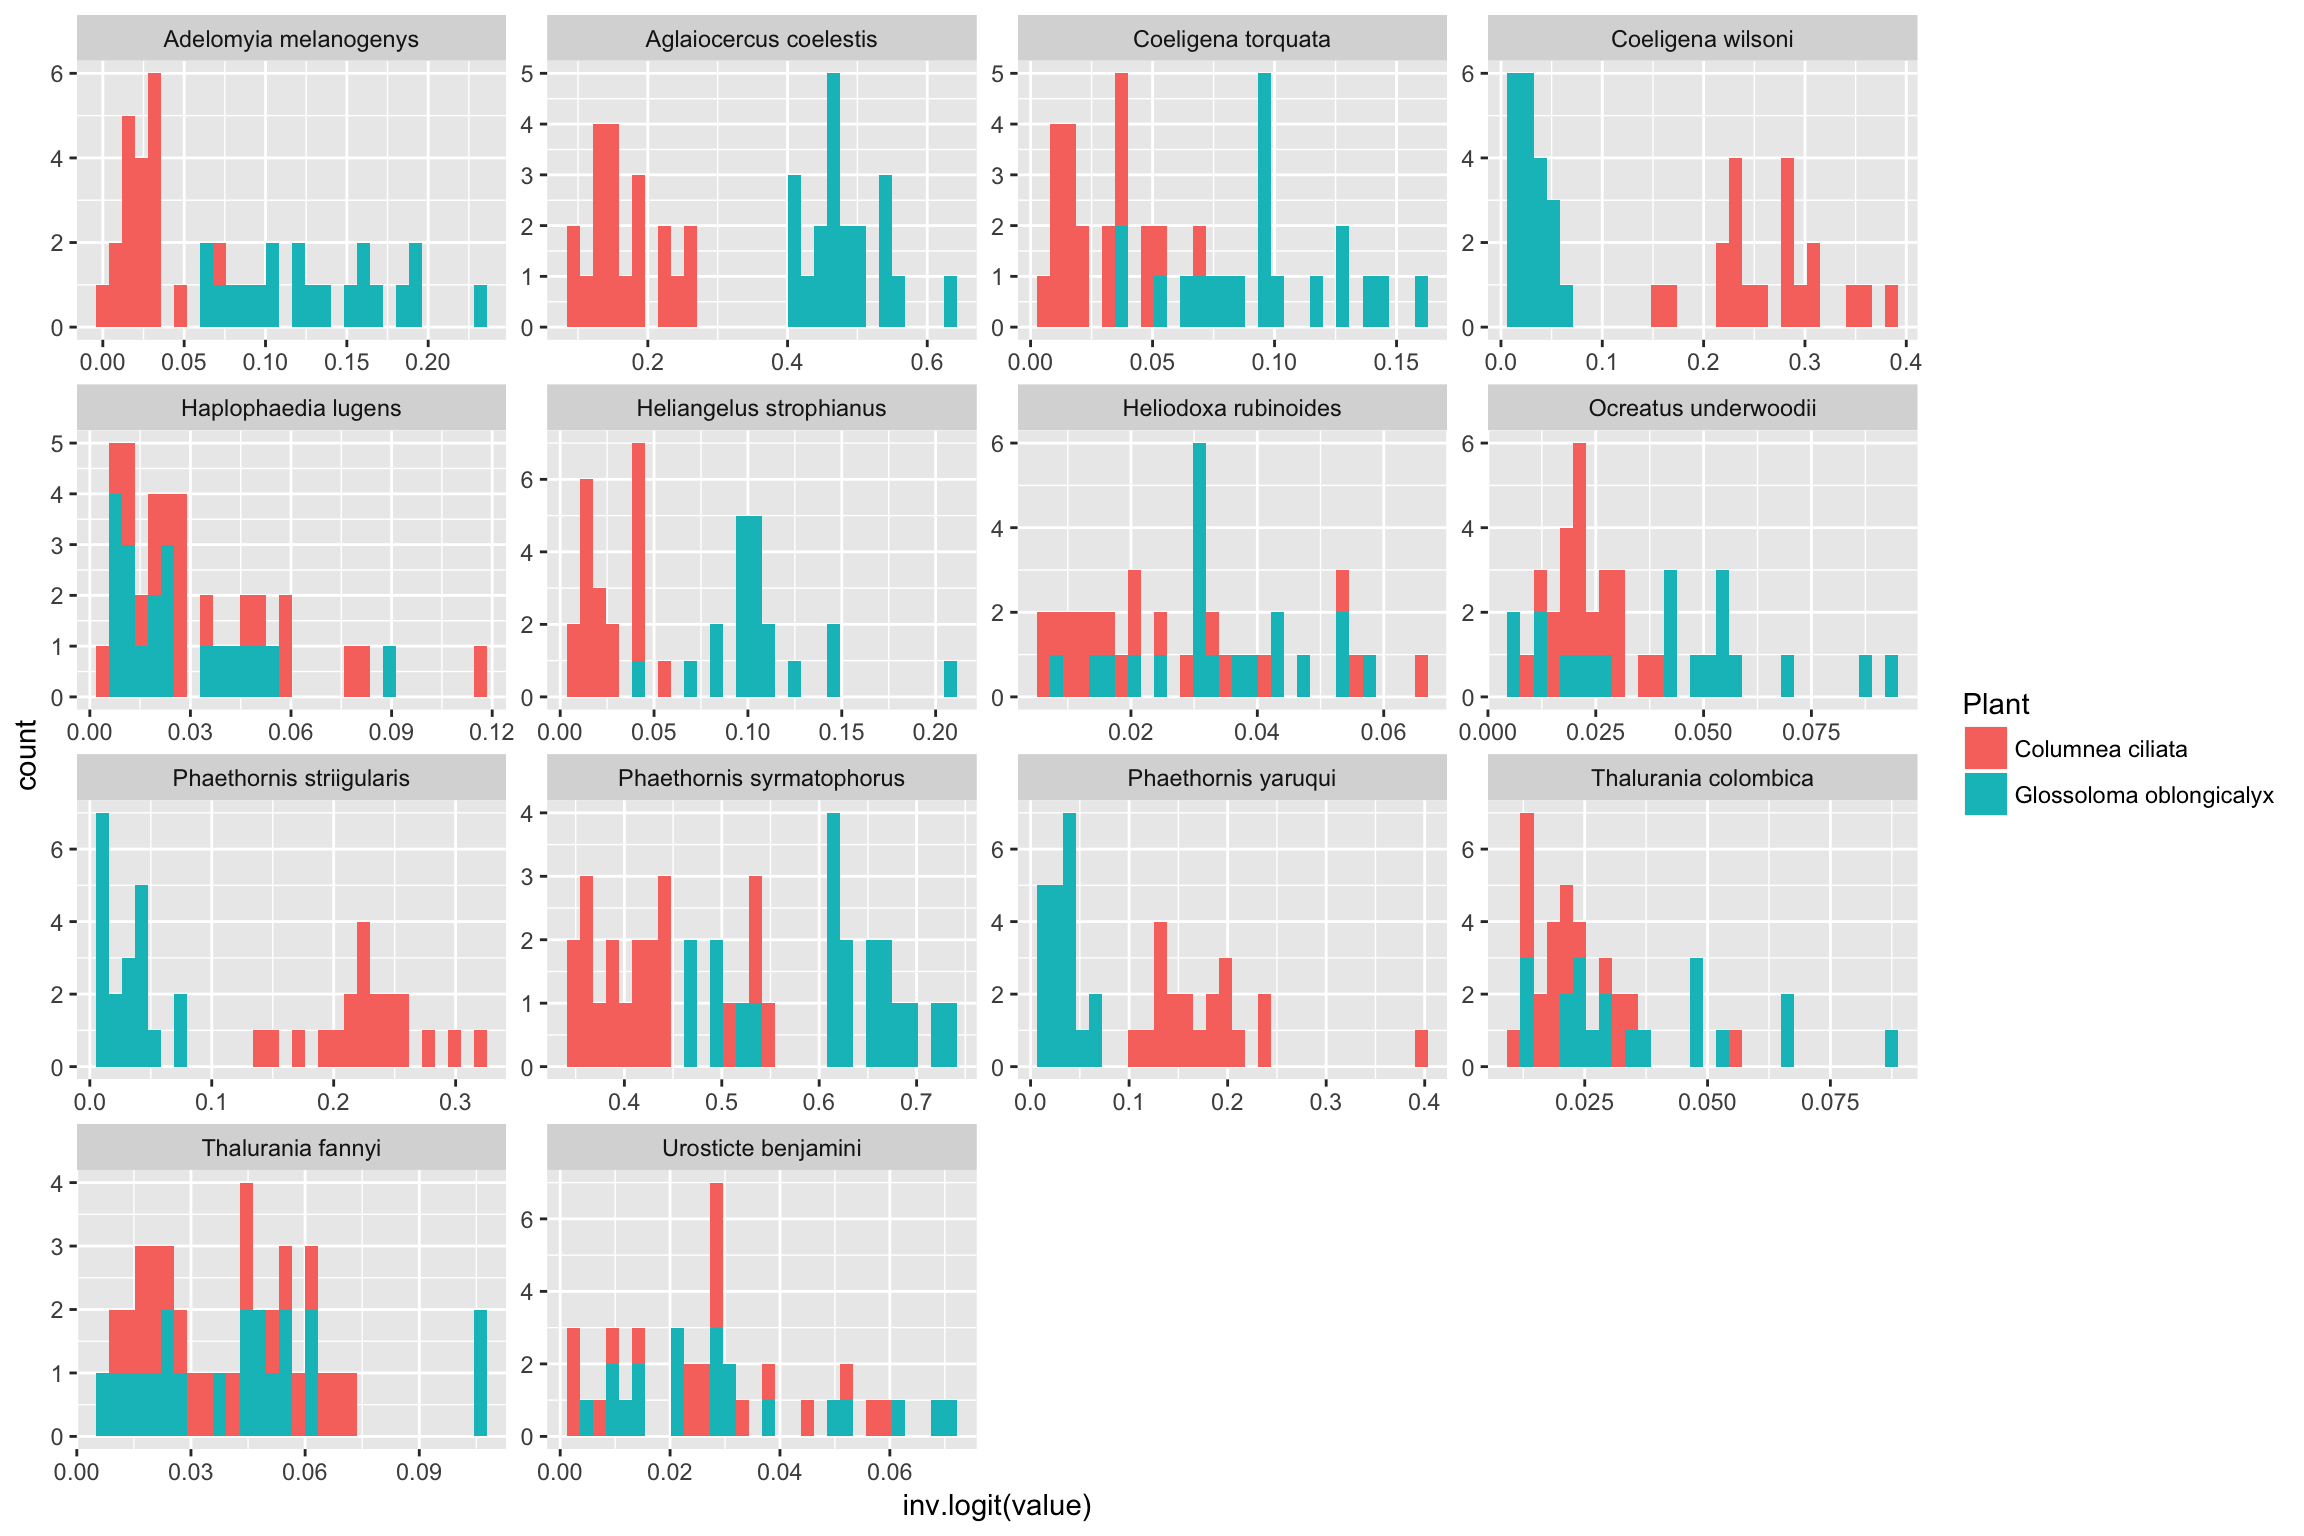 Adelomyia melanogenys Aglaiocercus coelestis Coeligena torquata Coeligena wilsoni
6 5 5 6
4 4
4 4
3 3
2 2 2 2
1 1
0 0 0 0
0.00 0.05 0.10 0.15 0.20 0.2 0.4 0.6 0.00 0.05 0.10 0.15 0.0 0.1 0.2 0.3 0.4
Haplophaedia lugens Heliangelus strophianus Heliodoxa rubinoides Ocreatus underwoodii
5 6 6
4 6
3 4 4 4
2 2 2 2
1
0 0 0 0
0.00 0.03 0.06 0.09 0.12 0.00 0.05 0.10 0.15 0.20 0.02 0.04 0.06 0.000 0.025 0.050 0.075
Plant
Columnea ciliata
Glossoloma oblongicalyx
count
Phaethornis striigularis Phaethornis syrmatophorus Phaethornis yaruqui Thalurania colombica
4
6 6 6
3
4 4 4
2
2 2 2
1
0 0 0 0
0.0 0.1 0.2 0.3 0.4 0.5 0.6 0.7 0.0 0.1 0.2 0.3 0.4 0.025 0.050 0.075
Thalurania fannyi Urosticte benjamini
4
6
3
4
2
2
1
0 0
0.00 0.03 0.06 0.09 0.00 0.02 0.04 0.06
inv.logit(value)